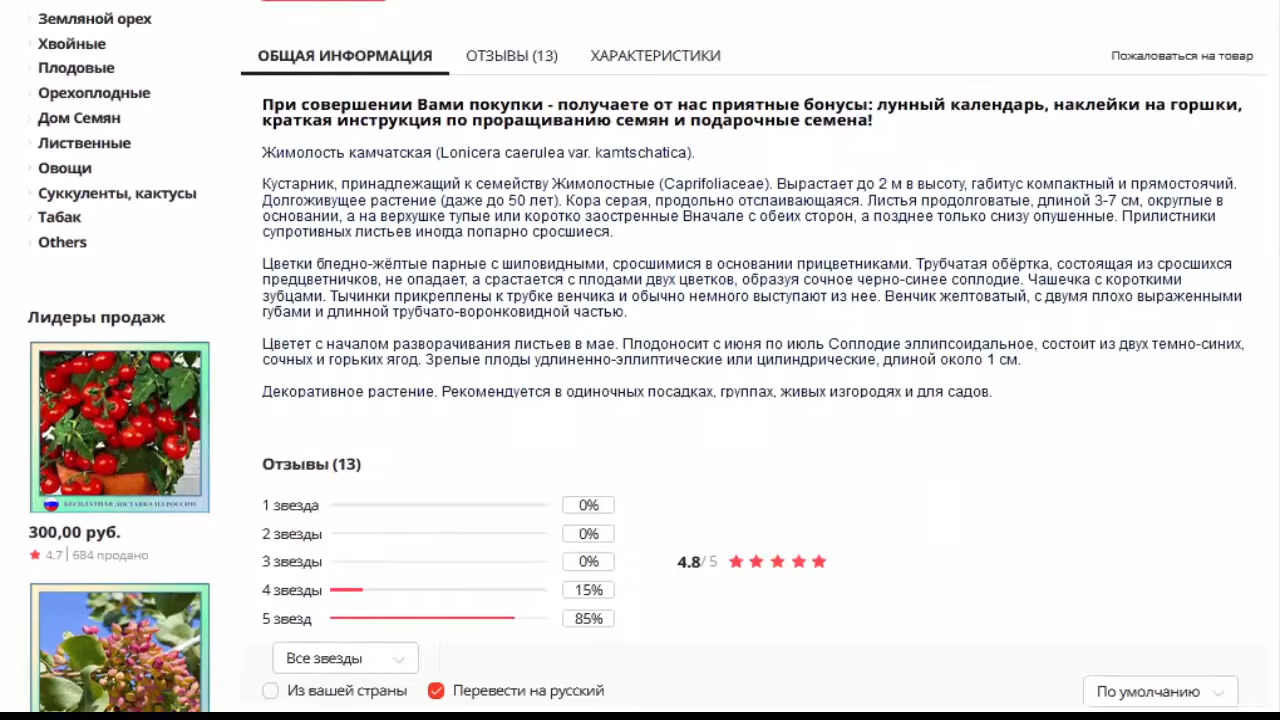 Земляной орех
Хвойные
Плодовые
Орехоплодные
Дом Семян
Лиственные
Овощи
Суккуленты, кактусы
Табак
Others
Лидеры продаж
БЕСПЛАТНАЯ ДОСТАВКА ПО РОССИИ
300,00 руб.
4.7 | 684 продано
ОБЩАЯ ИНФОРМАЦИЯ
ОТЗЫВЫ (13)
ХАРАКТЕРИСТИКИ
Пожаловаться на товар
При совершении Вами покупки - получаете от нас приятные бонусы: лунный календарь, наклейки на горшки,
краткая инструкция по проращиванию семян и подарочные семена!
Жимолость камчатская (Lonicera caerulea var. kamtschatica).
Кустарник, принадлежащий к семейству Жимолостные (Caprifoliaceae). Вырастает до 2 м в высоту, габитус компактный и прямостоячий.
Долгоживущее растение (даже до 50 лет). Кора серая, продольно отслаивающаяся. Листья продолговатые, длиной 3-7 см, округлые в
основании, а на верхушке тупые или коротко заостренные Вначале с обеих сторон, а позднее только снизу опушенные. Прилистники
супротивных листьев иногда попарно сросшиеся.
Цветки бледно-жёлтые парные с шиловидными, сросшимися в основании прицветниками. Трубчатая обёртка, состоящая из сросшихся
предцветничков, не опадает, а срастается с плодами двух цветков, образуя сочное черно-синее соплодие. Чашечка с короткими
зубцами. Тычинки прикреплены к трубке венчика и обычно немного выступают из нее. Венчик желтоватый, с двумя плохо выраженными
губами и длинной трубчато-воронковидной частью.
Цветет с началом разворачивания листьев в мае. Плодоносит с июня по июль Соплодие эллипсоидальное, состоит из двух темно-синих,
сочных и горьких ягод. Зрелые плоды удлиненно-эллиптические или цилиндрические, длиной около 1 см.
Декоративное растение. Рекомендуется в одиночных посадках, группах, живых изгородях и для садов.
Отзывы (13)
1 звезда 0%
2 звезды 0%
3 звезды 0%
4 звезды 15%
5 звезд 85%
4.8 / 5
Все звезды
Из вашей страны
Перевести на русский
По умолчанию